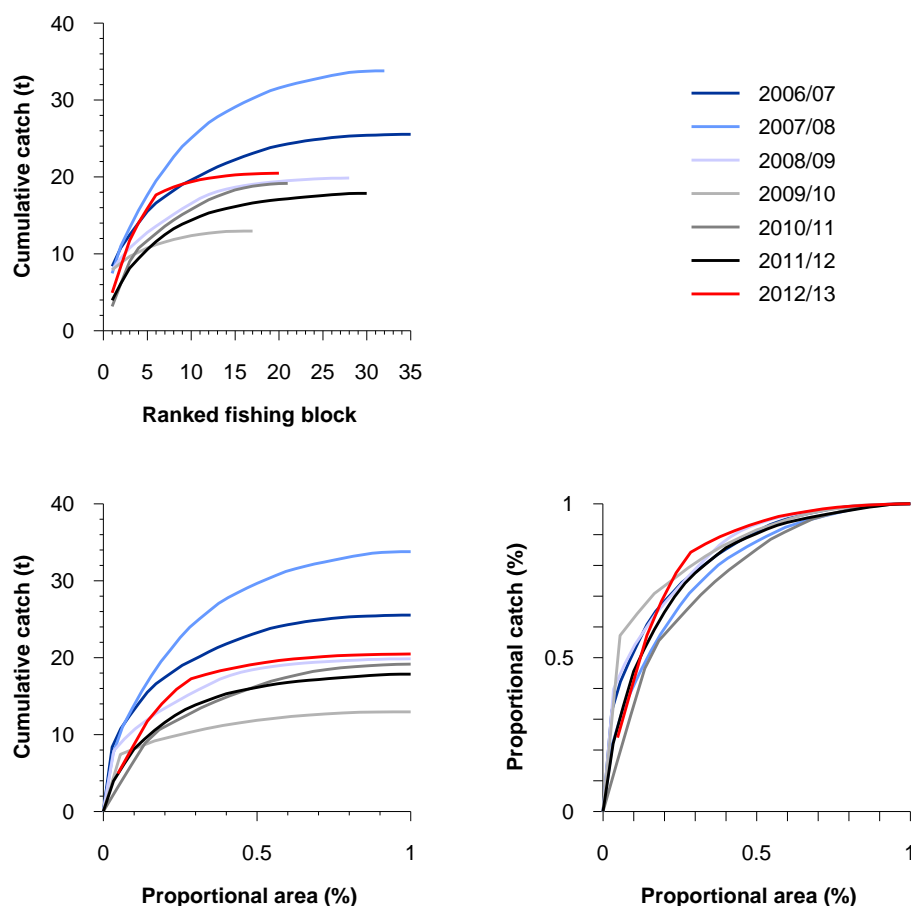 40
30
20
10
0
Cumulative catch (t)
0 5 10 15 20 25 30 35
Ranked fishing block
2006/07
2007/08
2008/09
2009/10
2010/11
2011/12
2012/13
40
30
20
10
0
Cumulative catch (t)
0 0.5 1
Proportional area (%)
1
0.5
0
Proportional catch (%)
0 0.5 1
Proportional area (%)